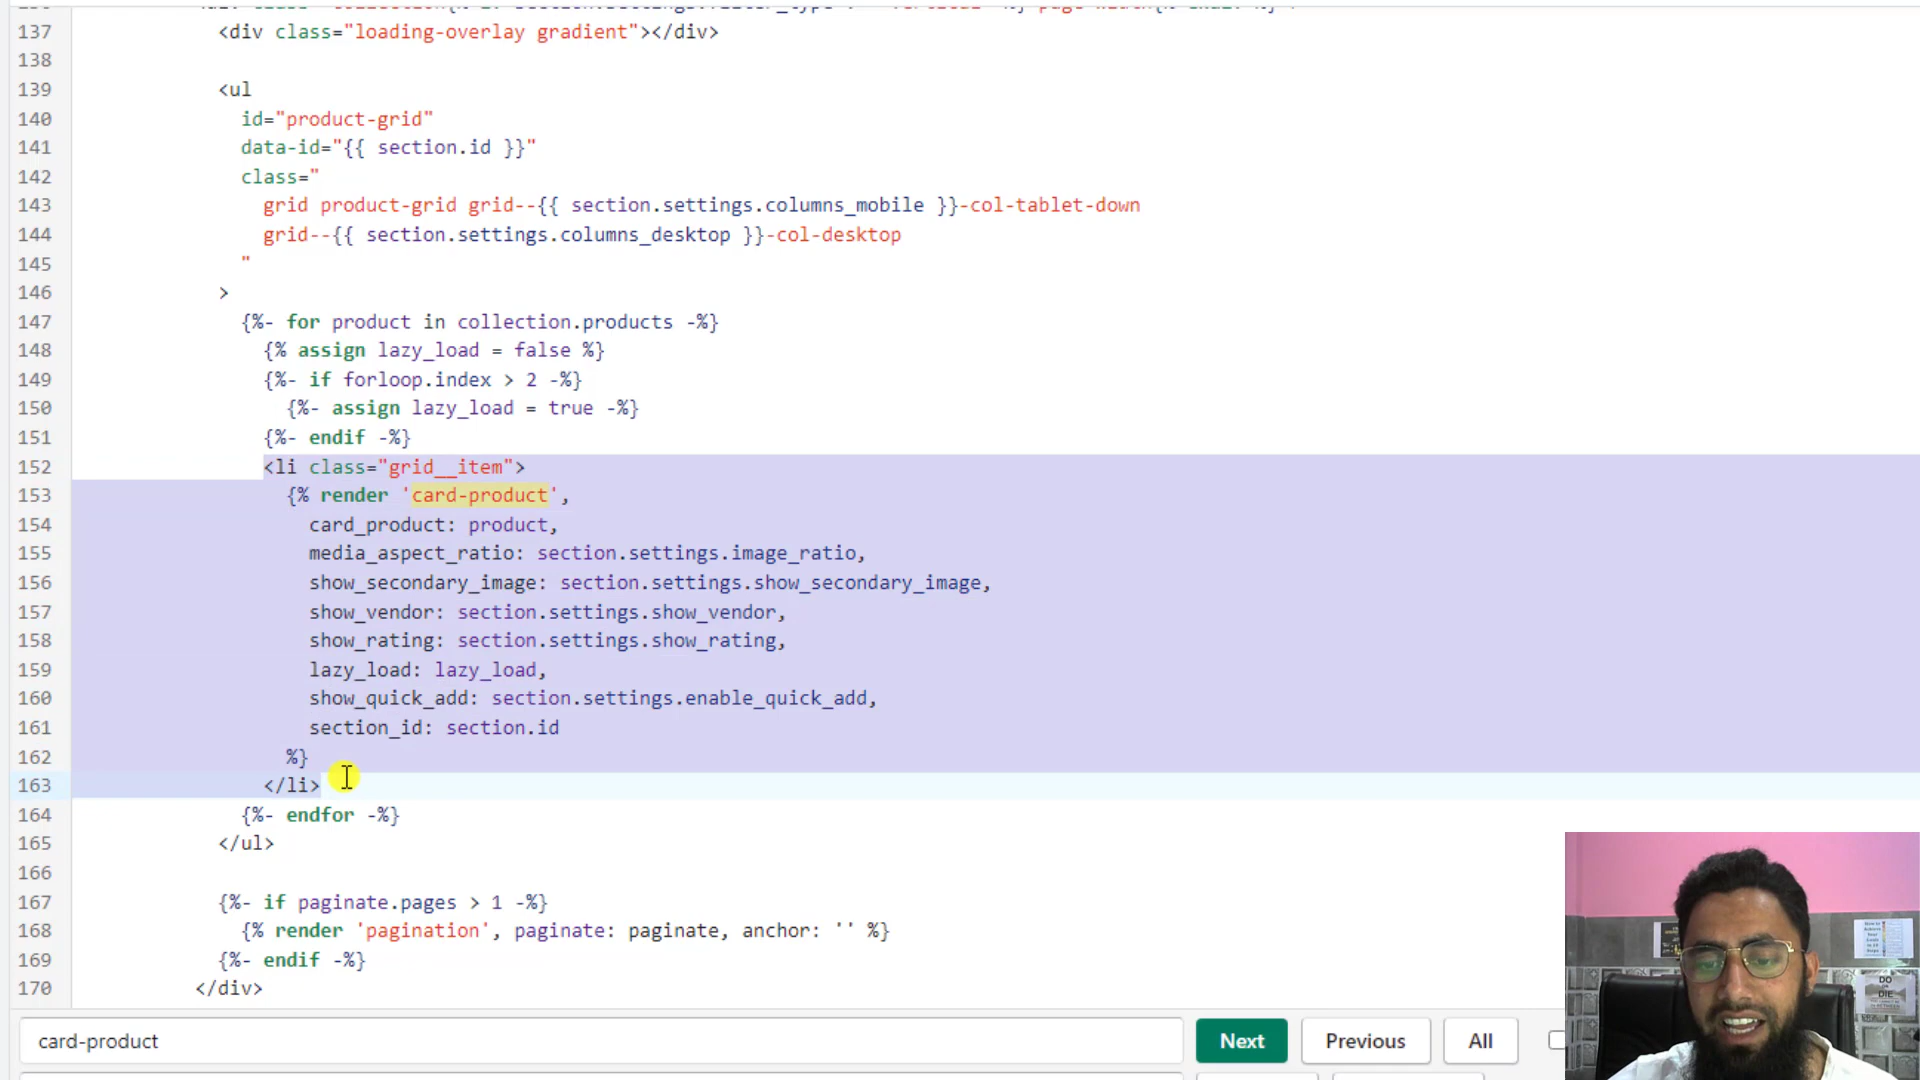 137 <div class="loading-overlay gradient"></div>
138
139 <ul
140 id="product-grid"
141 data-id="{{ section.id }}"
142 class="
143 grid product-grid grid--{{ section.settings.columns_mobile }}-col-tablet-down
144 grid--{{ section.settings.columns_desktop }}-col-desktop
145 "
146 >
147 {%- for product in collection.products -%}
148 {% assign lazy_load = false %}
149 {%- if forloop.index > 2 -%}
150 {%- assign lazy_load = true -%}
151 {%- endif -%}
152 <li class="grid__item">
153 {% render 'card-product',
154 card_product: product,
155 media_aspect_ratio: section.settings.image_ratio,
156 show_secondary_image: section.settings.show_secondary_image,
157 show_vendor: section.settings.show_vendor,
158 show_rating: section.settings.show_rating,
159 lazy_load: lazy_load,
160 show_quick_add: section.settings.enable_quick_add,
161 section_id: section.id
162 %}
163 </li>
164 {%- endfor -%}
165 </ul>
166
167 {%- if paginate.pages > 1 -%}
168 {% render 'pagination', paginate: paginate, anchor: '' %}
169 {%- endif -%}
170 </div>
card-product Next Previous All
DO
OR
DIE